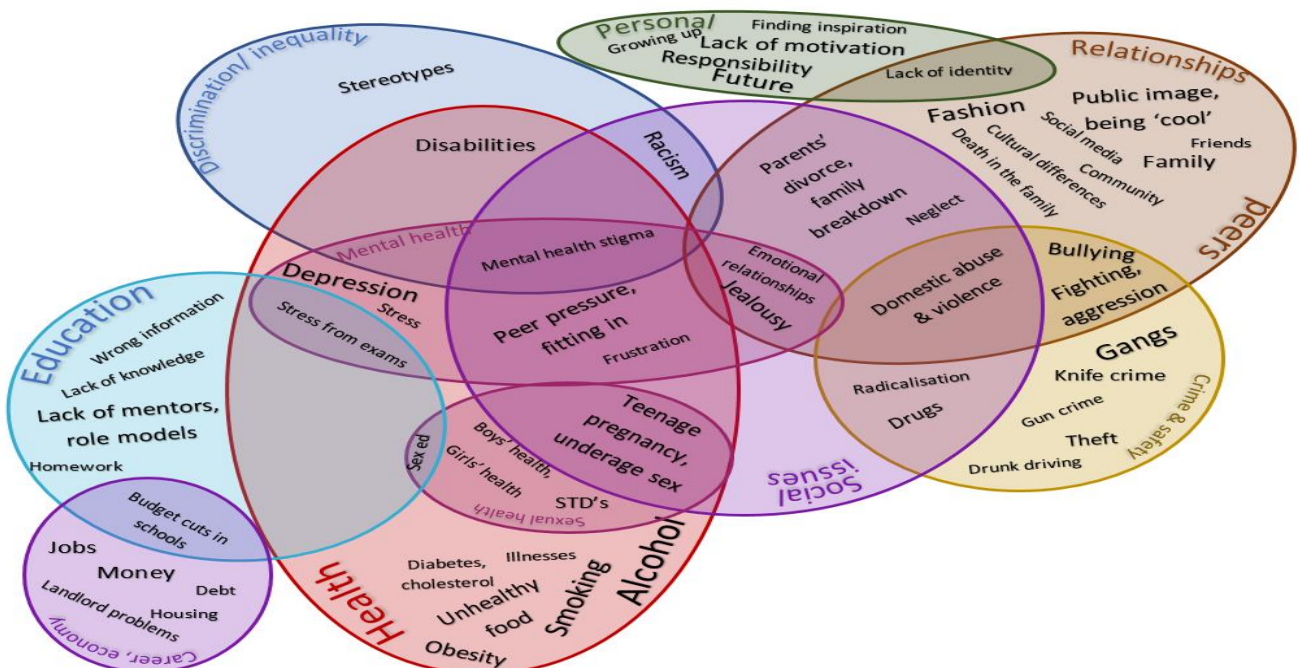 Discrimination/ inequality
Stereotypes
Disabilities
Racism
Personal
Growing up
Finding inspiration
Lack of motivation
Responsibility
Future
Lack of identity
Relationships
peers
Fashion
Public image,
being 'cool'
Social media
Friends
Family
Cultural differences
Community
Death in the family
Parents'
divorce,
family
breakdown
Neglect
Mental health
Mental health stigma
Depression
Stress
Stress from exams
Peer pressure,
fitting in
Frustration
Emotional
relationships
Jealousy
Domestic abuse
& violence
Bullying
Fighting,
aggression
Gangs
Knife crime
Gun crime
Theft
Drunk driving
Crime & safety
Radicalisation
Drugs
Social
issues
Education
Wrong information
Lack of knowledge
Lack of mentors,
role models
Homework
Sex ed
Boys' health,
Girls' health
STD's
Sexual health
Teenage
pregnancy,
underage sex
Budget cuts in
schools
Jobs
Money
Debt
Housing
Landlord problems
Career, economy
Health
Diabetes,
cholesterol
Illnesses
Unhealthy
food
Obesity
Smoking
Alcohol